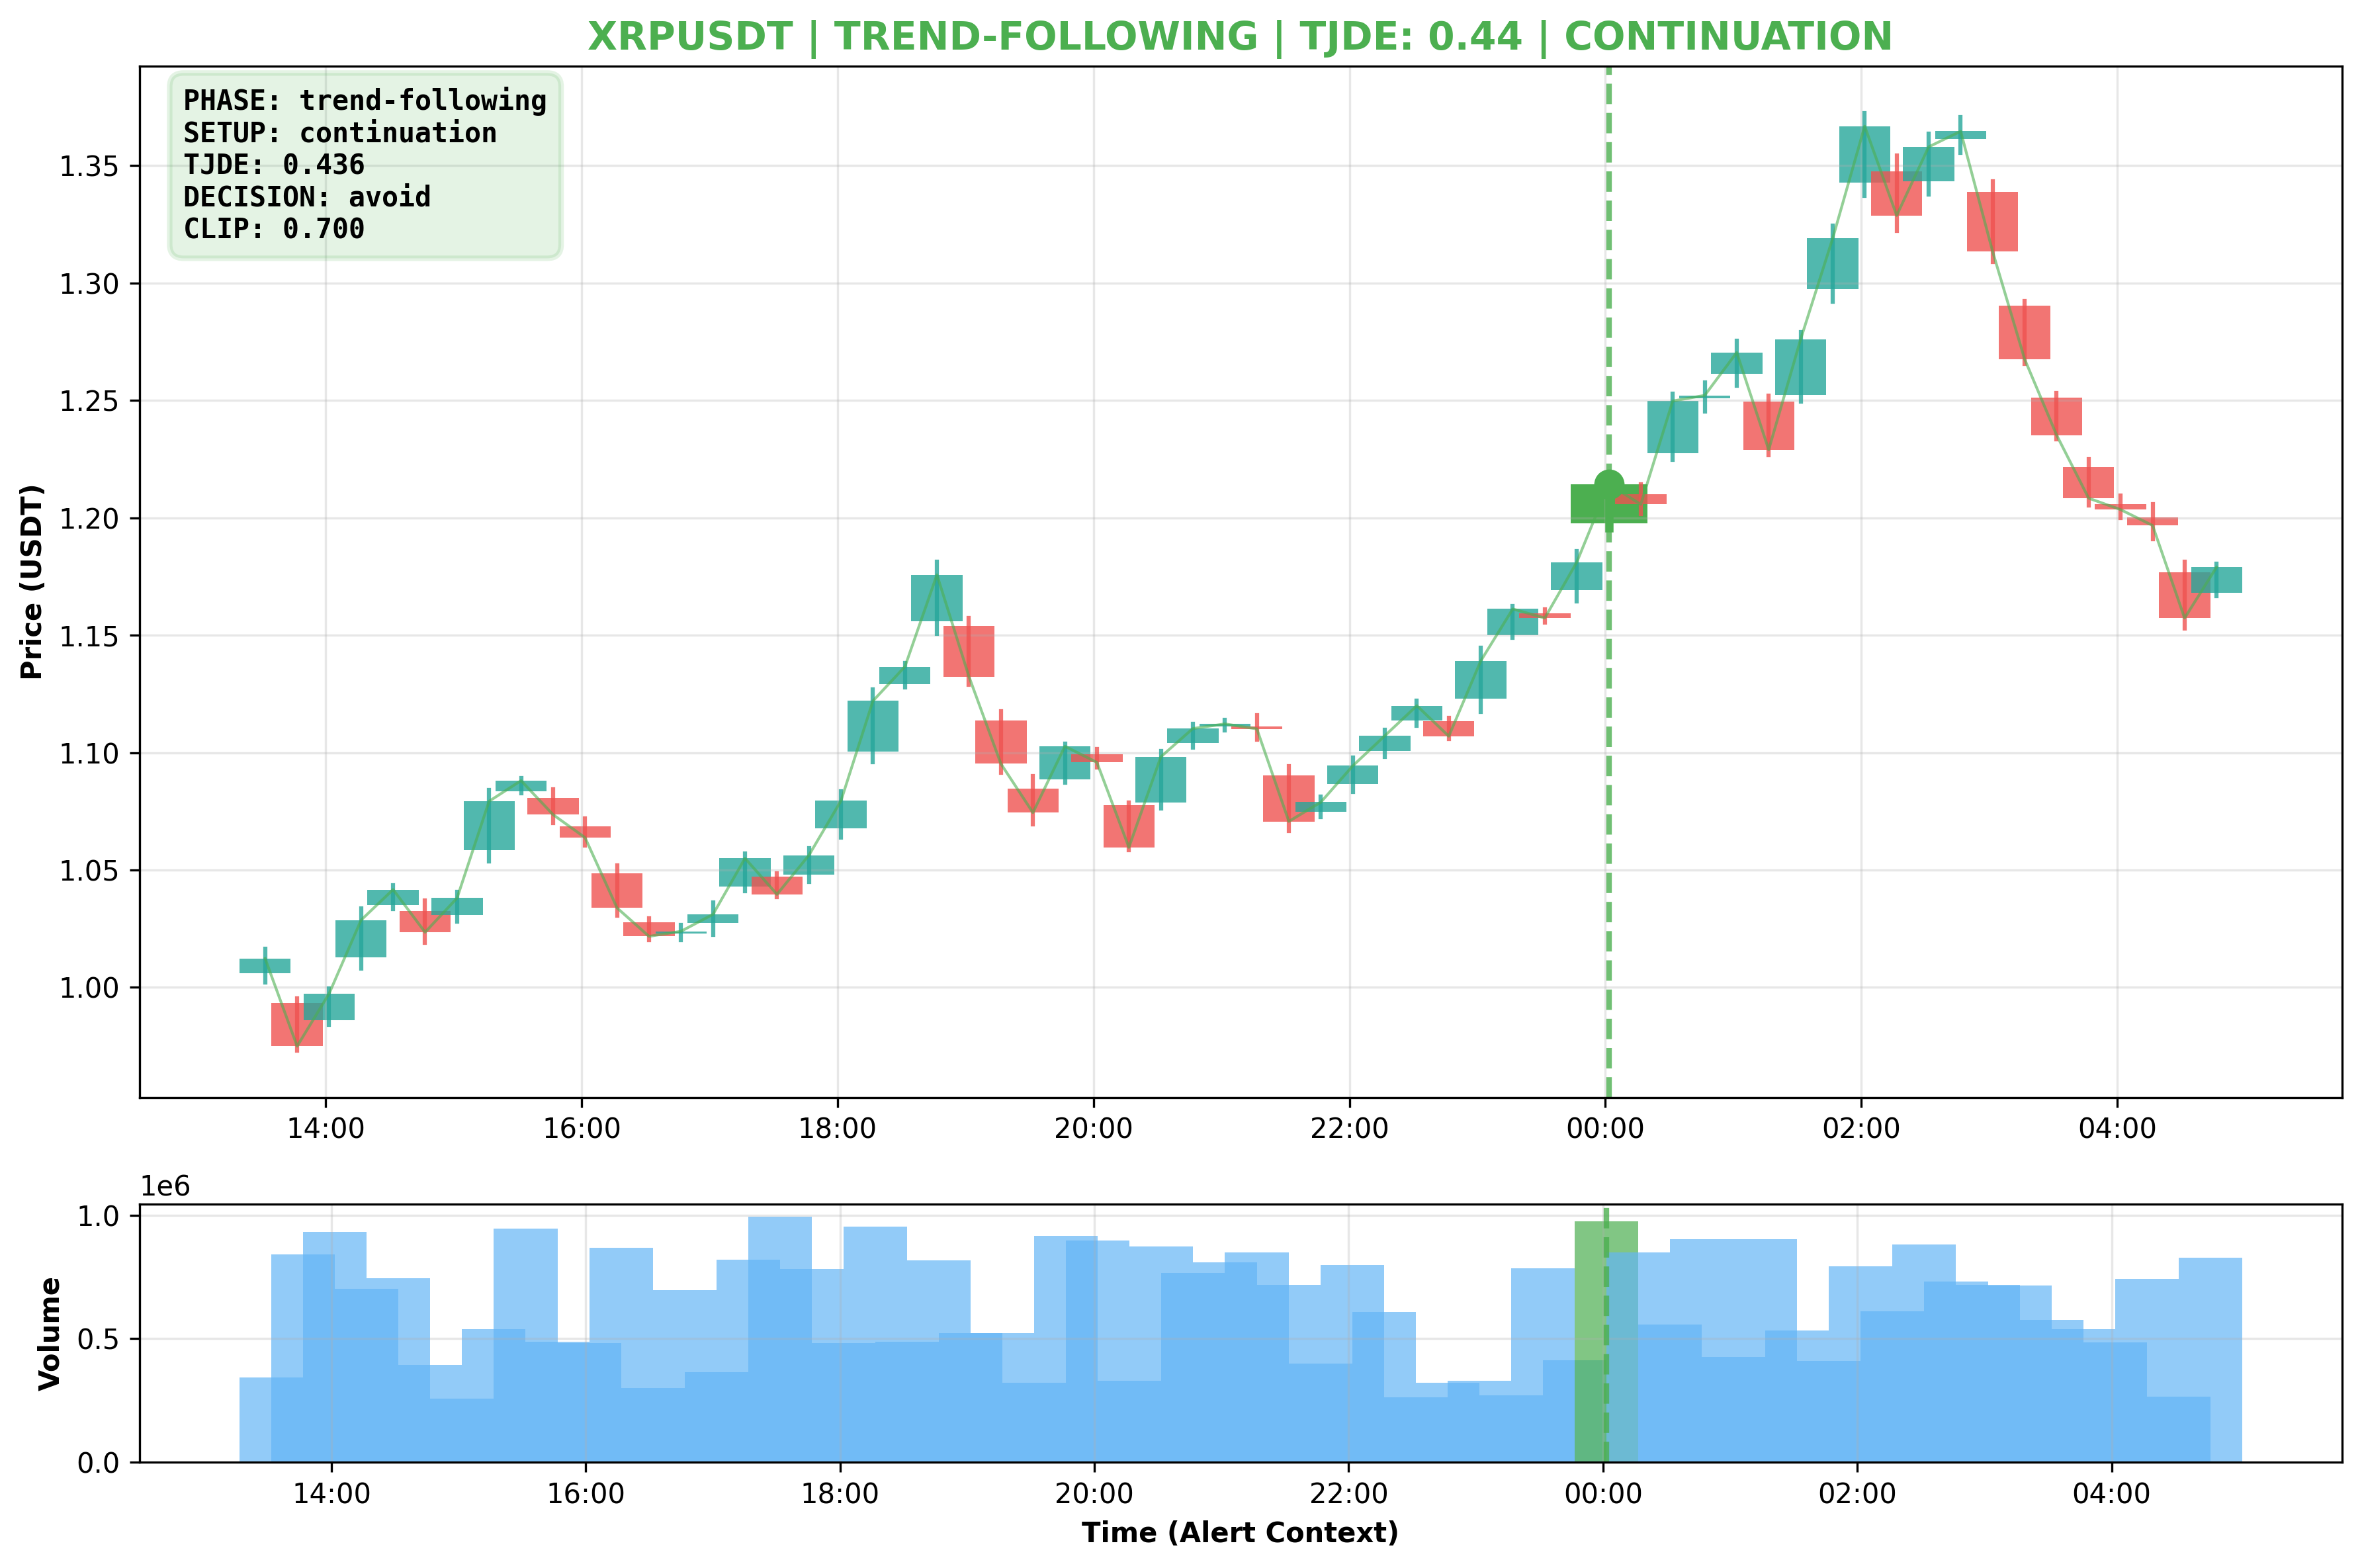 XRPUSDT | TREND-FOLLOWING | TJDE: 0.44 | CONTINUATION
PHASE: trend-following
SETUP: continuation
TJDE: 0.436
DECISION: avoid
CLIP: 0.700
Price (USDT)
1.35
1.30
1.25
1.20
1.15
1.10
1.05
1.00
14:00 16:00 18:00 20:00 22:00 00:00 02:00 04:00
1e6
Volume
1.0
0.5
0.0
14:00 16:00 18:00 20:00 22:00 00:00 02:00 04:00
Time (Alert Context)